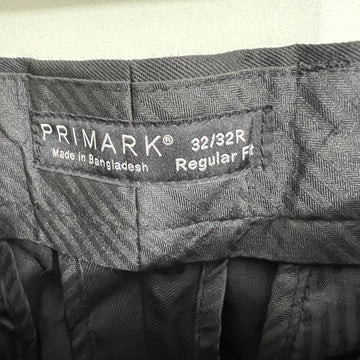 PRIMARK® 32/32R
Made in Bangladesh Regular Fit